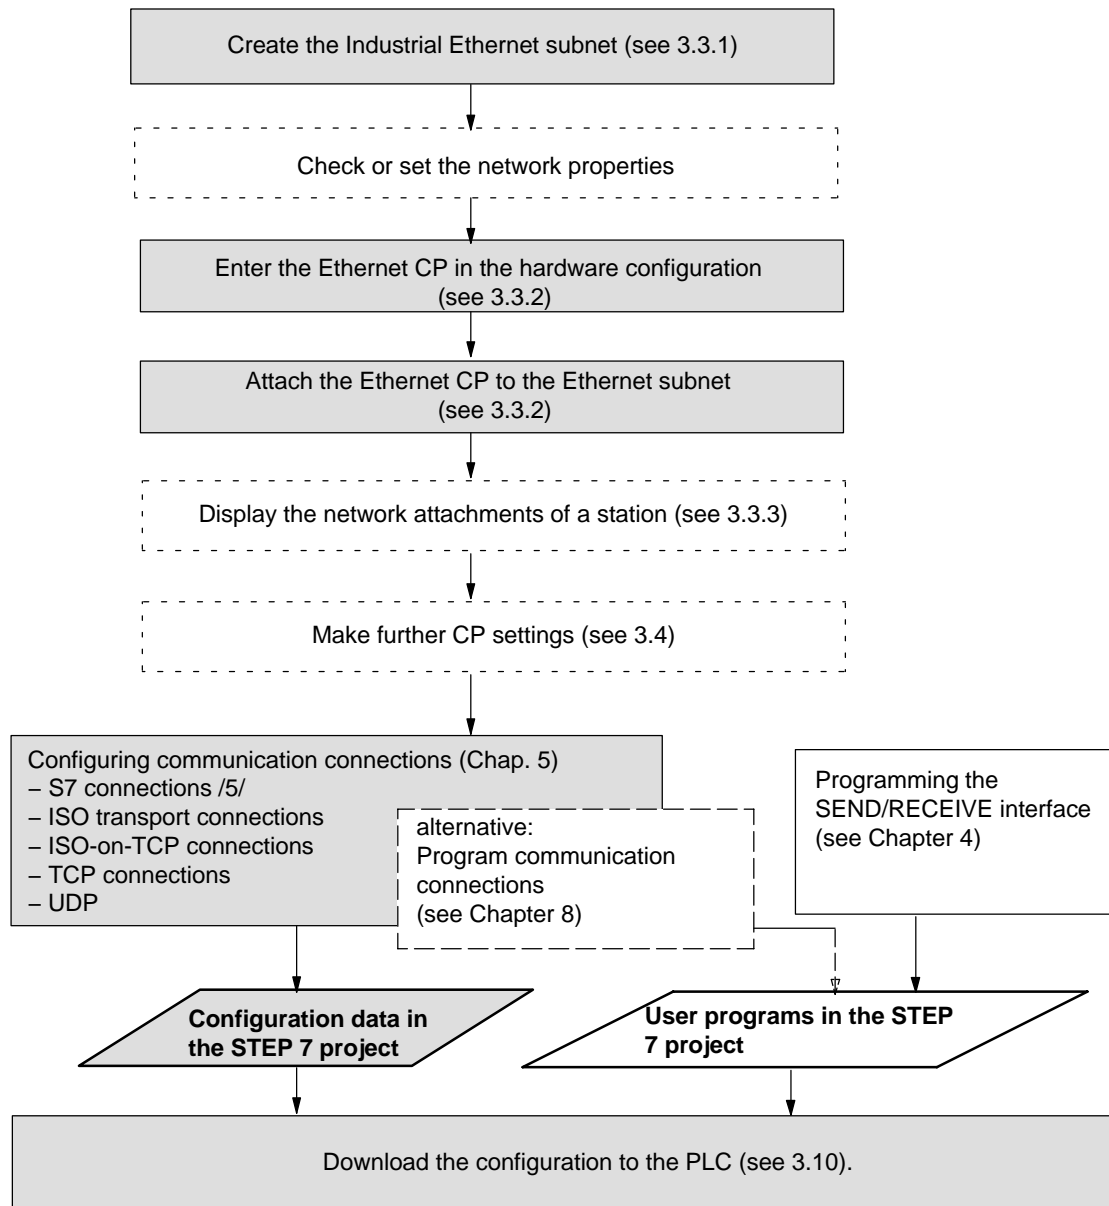 Create the Industrial Ethernet subnet (see 3.3.1)
Check or set the network properties
Enter the Ethernet CP in the hardware configuration
(see 3.3.2)
Attach the Ethernet CP to the Ethernet subnet
(see 3.3.2)
Display the network attachments of a station (see 3.3.3)
Make further CP settings (see 3.4)
Configuring communication connections (Chap. 5)
– S7 connections /5/
– ISO transport connections
– ISO-on-TCP connections
– TCP connections
– UDP
alternative:
Program communication
connections
(see Chapter 8)
Programming the
SEND/RECEIVE interface
(see Chapter 4)
Configuration data in
the STEP 7 project
User programs in the STEP
7 project
Download the configuration to the PLC (see 3.10).